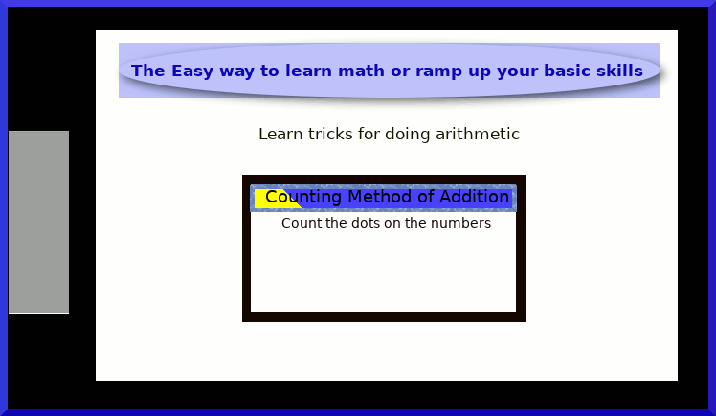 The Easy way to learn math or ramp up your basic skills
Learn tricks for doing arithmetic
Counting Method of Addition
Count the dots on the numbers